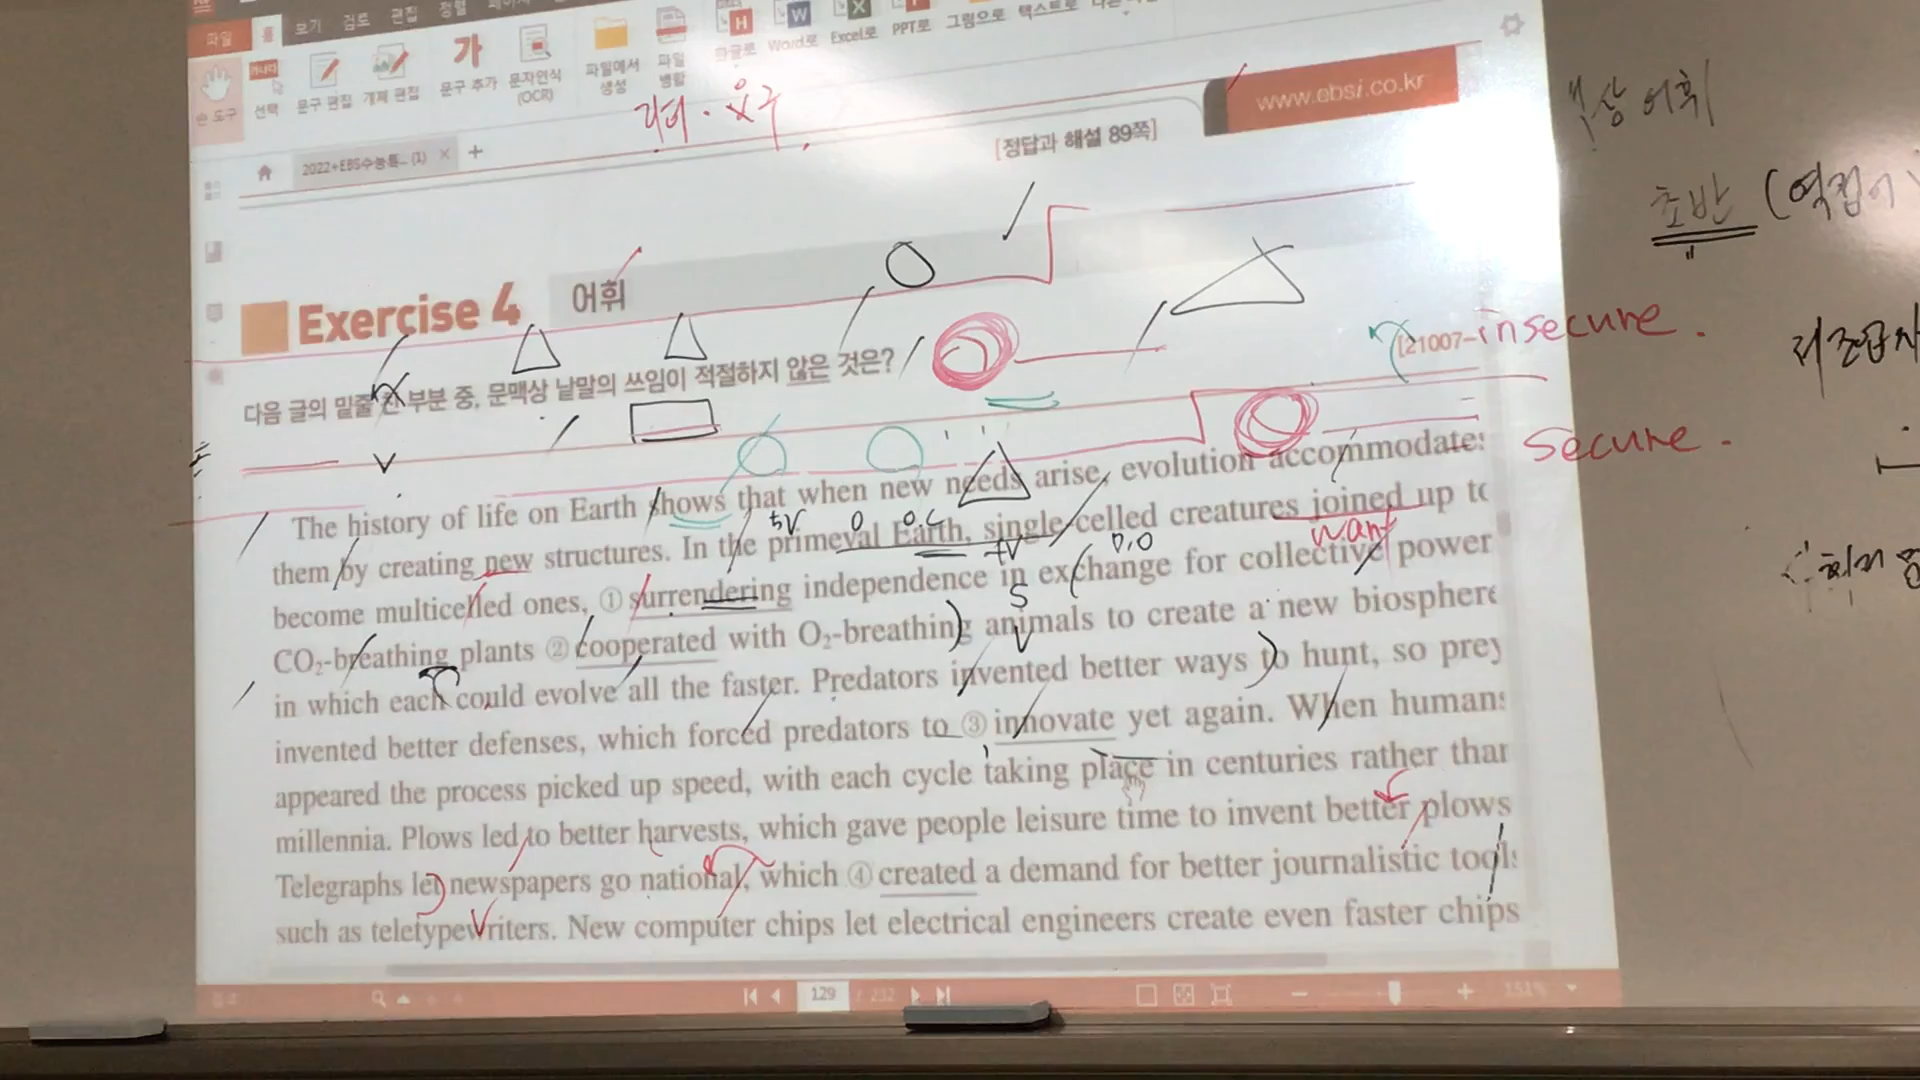 파일 홈 보기 검토 편집 정렬
손 도구 선택 문구 편집 개체 편집 문구 추가 문자인식 (OCR) 파일에서 생성 파일 병합 한글로 Word로 Excel로 PPT로 그림으로 텍스트로
www.ebsi.co.kr
[정답과 해설 89쪽]
2022+EBS수능특... (1)
상 어휘
초반
Exercise 4 어휘
[21007-
insecure.
다음 글의 밑줄 친 부분 중, 문맥상 낱말의 쓰임이 적절하지 않은 것은?
secure.
The history of life on Earth shows that when new needs arise, evolution accommodates
them by creating new structures. In the primeval Earth, single-celled creatures joined up to
want
become multicelled ones, ① surrendering independence in exchange for collective power
CO₂-breathing plants ② cooperated with O₂-breathing animals to create a new biosphere
in which each could evolve all the faster. Predators invented better ways to hunt, so prey
invented better defenses, which forced predators to ③ innovate yet again. When humans
appeared the process picked up speed, with each cycle taking place in centuries rather than
millennia. Plows led to better harvests, which gave people leisure time to invent better plows
Telegraphs let newspapers go national, which ④ created a demand for better journalistic tools
such as teletypewriters. New computer chips let electrical engineers create even faster chips
129 / 232
151%